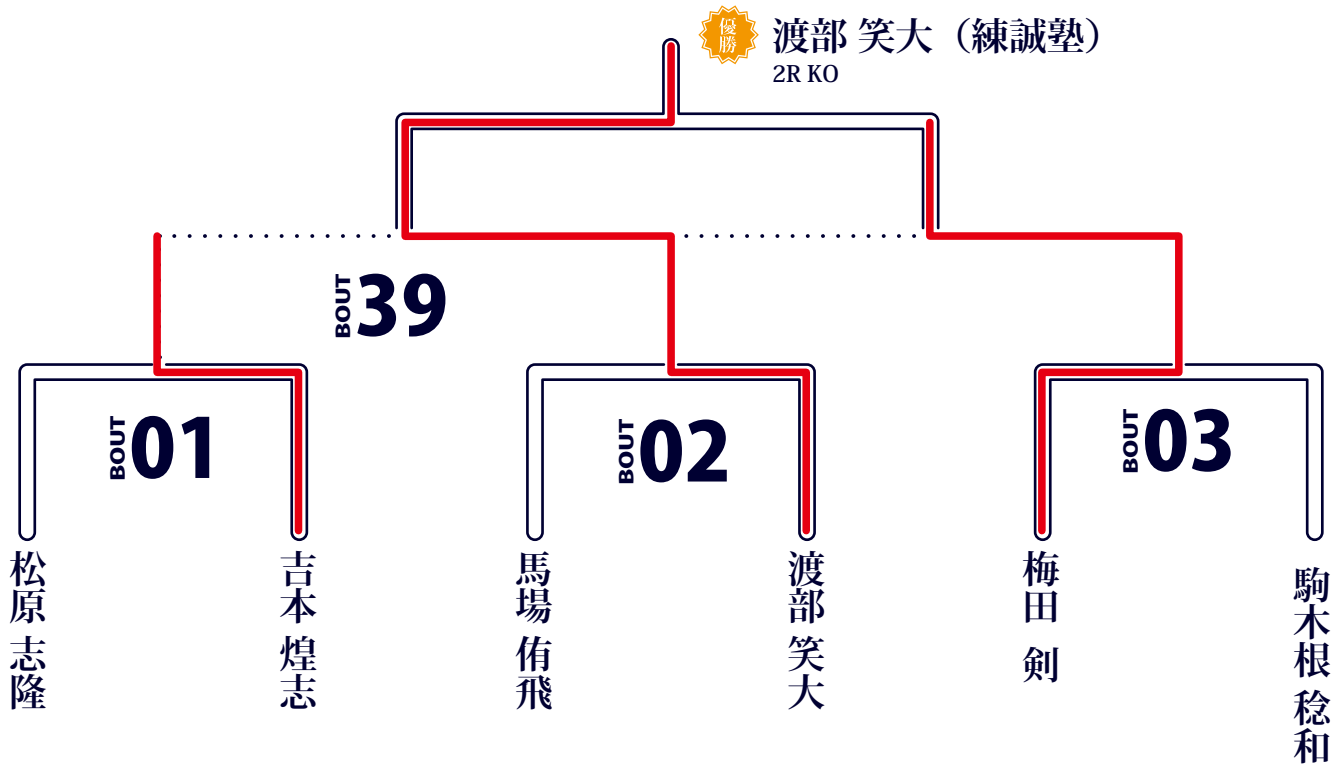 優勝
渡部 笑大（練誠塾）
2R KO
BOUT 39
BOUT 01
BOUT 02
BOUT 03
松原 志隆
吉本 煌志
馬場 侑飛
渡部 笑大
梅田 剣
駒木根 稔和